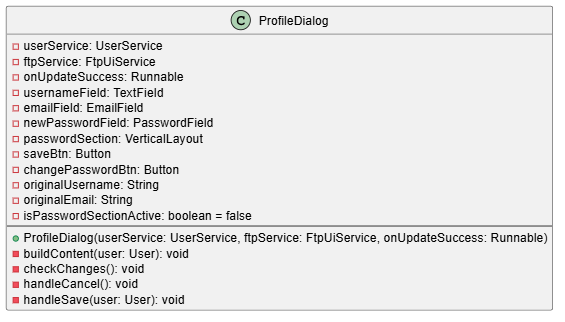 C ProfileDialog
userService: UserService
ftpService: FtpUiService
onUpdateSuccess: Runnable
usernameField: TextField
emailField: EmailField
newPasswordField: PasswordField
passwordSection: VerticalLayout
saveBtn: Button
changePasswordBtn: Button
originalUsername: String
originalEmail: String
isPasswordSectionActive: boolean = false
ProfileDialog(userService: UserService, ftpService: FtpUiService, onUpdateSuccess: Runnable)
buildContent(user: User): void
checkChanges(): void
handleCancel(): void
handleSave(user: User): void